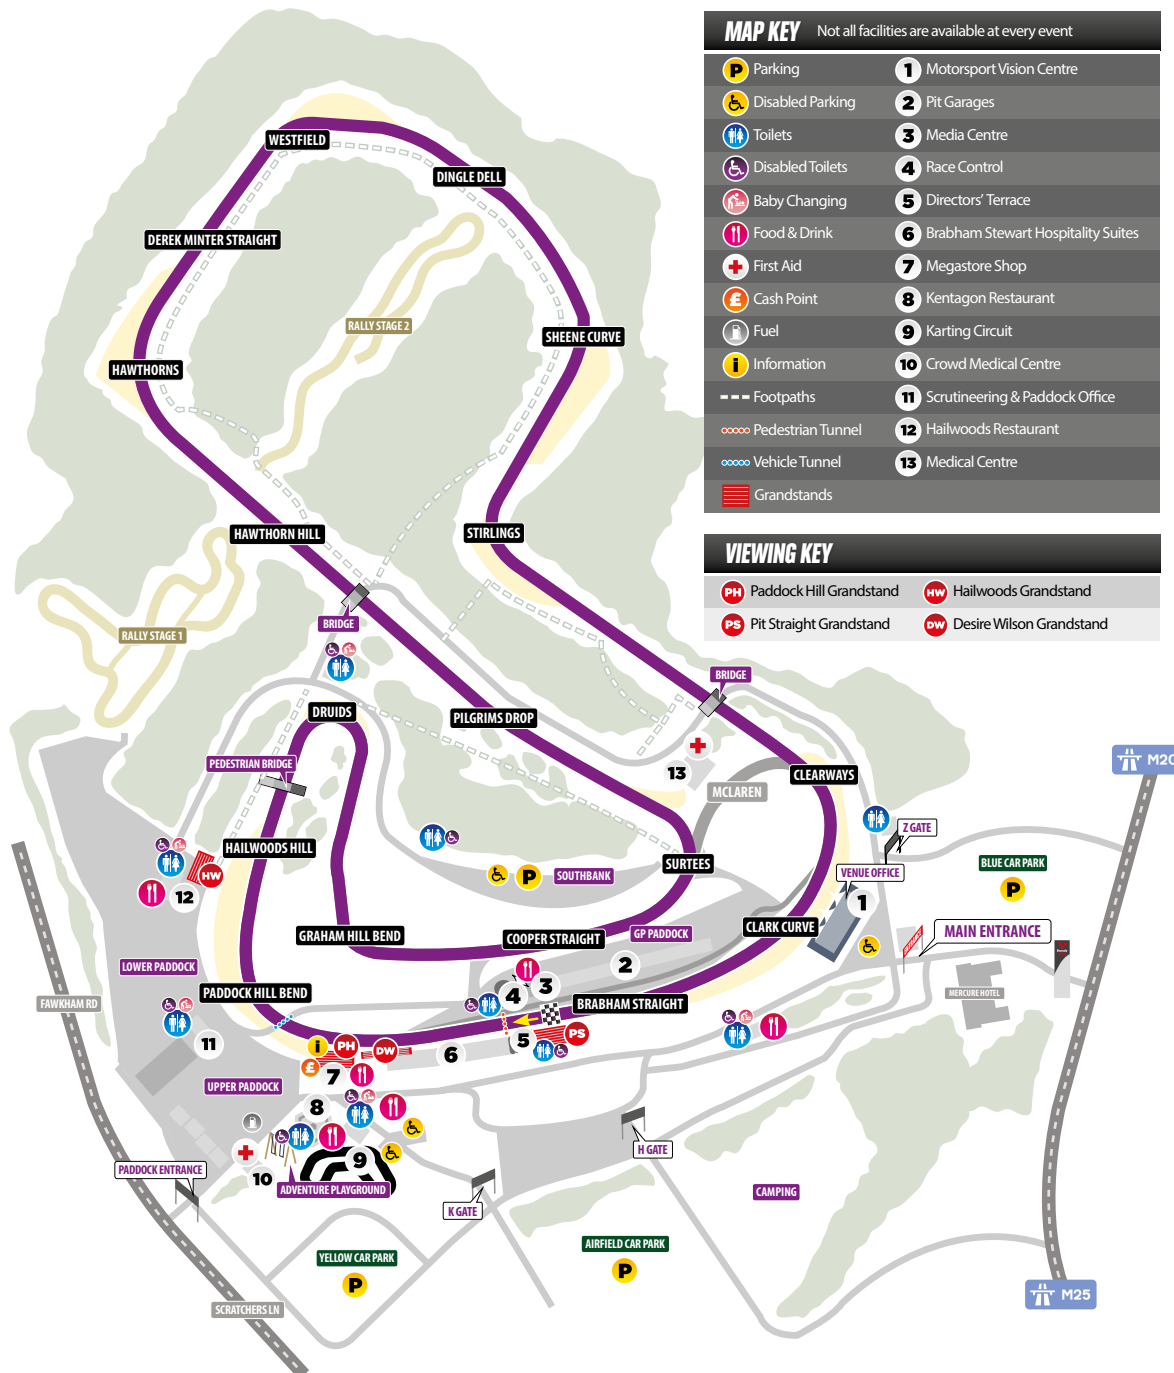 MAP KEY Not all facilities are available at every event
P Parking
Disabled Parking
Toilets
Disabled Toilets
Baby Changing
Food & Drink
First Aid
£ Cash Point
Fuel
i Information
Footpaths
Pedestrian Tunnel
Vehicle Tunnel
Grandstands
1 Motorsport Vision Centre
2 Pit Garages
3 Media Centre
4 Race Control
5 Directors' Terrace
6 Brabham Stewart Hospitality Suites
7 Megastore Shop
8 Kentagon Restaurant
9 Karting Circuit
10 Crowd Medical Centre
11 Scrutineering & Paddock Office
12 Hailwoods Restaurant
13 Medical Centre
VIEWING KEY
PH Paddock Hill Grandstand
HW Hailwoods Grandstand
PS Pit Straight Grandstand
DW Desire Wilson Grandstand
WESTFIELD
DINGLE DELL
DEREK MINTER STRAIGHT
RALLY STAGE 2
SHEENE CURVE
HAWTHORNS
HAWTHORN HILL
STIRLINGS
BRIDGE
RALLY STAGE 1
BRIDGE
DRUIDS
PILGRIMS DROP
PEDESTRIAN BRIDGE
13
MCLAREN
CLEARWAYS
M20
Z GATE
HAILWOODS HILL
HW
12
P
SOUTHBANK
SURTEES
VENUE OFFICE
BLUE CAR PARK
P
1
GRAHAM HILL BEND
COOPER STRAIGHT
GP PADDOCK
CLARK CURVE
MAIN ENTRANCE
2
LOWER PADDOCK
3
4
PADDOCK HILL BEND
BRABHAM STRAIGHT
MERCURE HOTEL
FAWKHAM RD
11
i
PH
DW
6
5
PS
£
7
UPPER PADDOCK
8
9
10
ADVENTURE PLAYGROUND
PADDOCK ENTRANCE
K GATE
H GATE
CAMPING
YELLOW CAR PARK
P
AIRFIELD CAR PARK
P
SCRATCHERS LN
M25